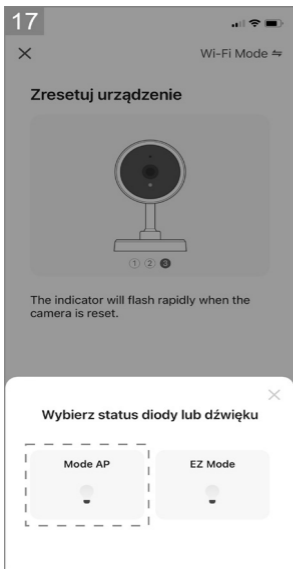 17
Wi-Fi Mode ⇋
Zresetuj urządzenie
① ② ③
The indicator will flash rapidly when the
camera is reset.
Wybierz status diody lub dźwięku
Mode AP
EZ Mode